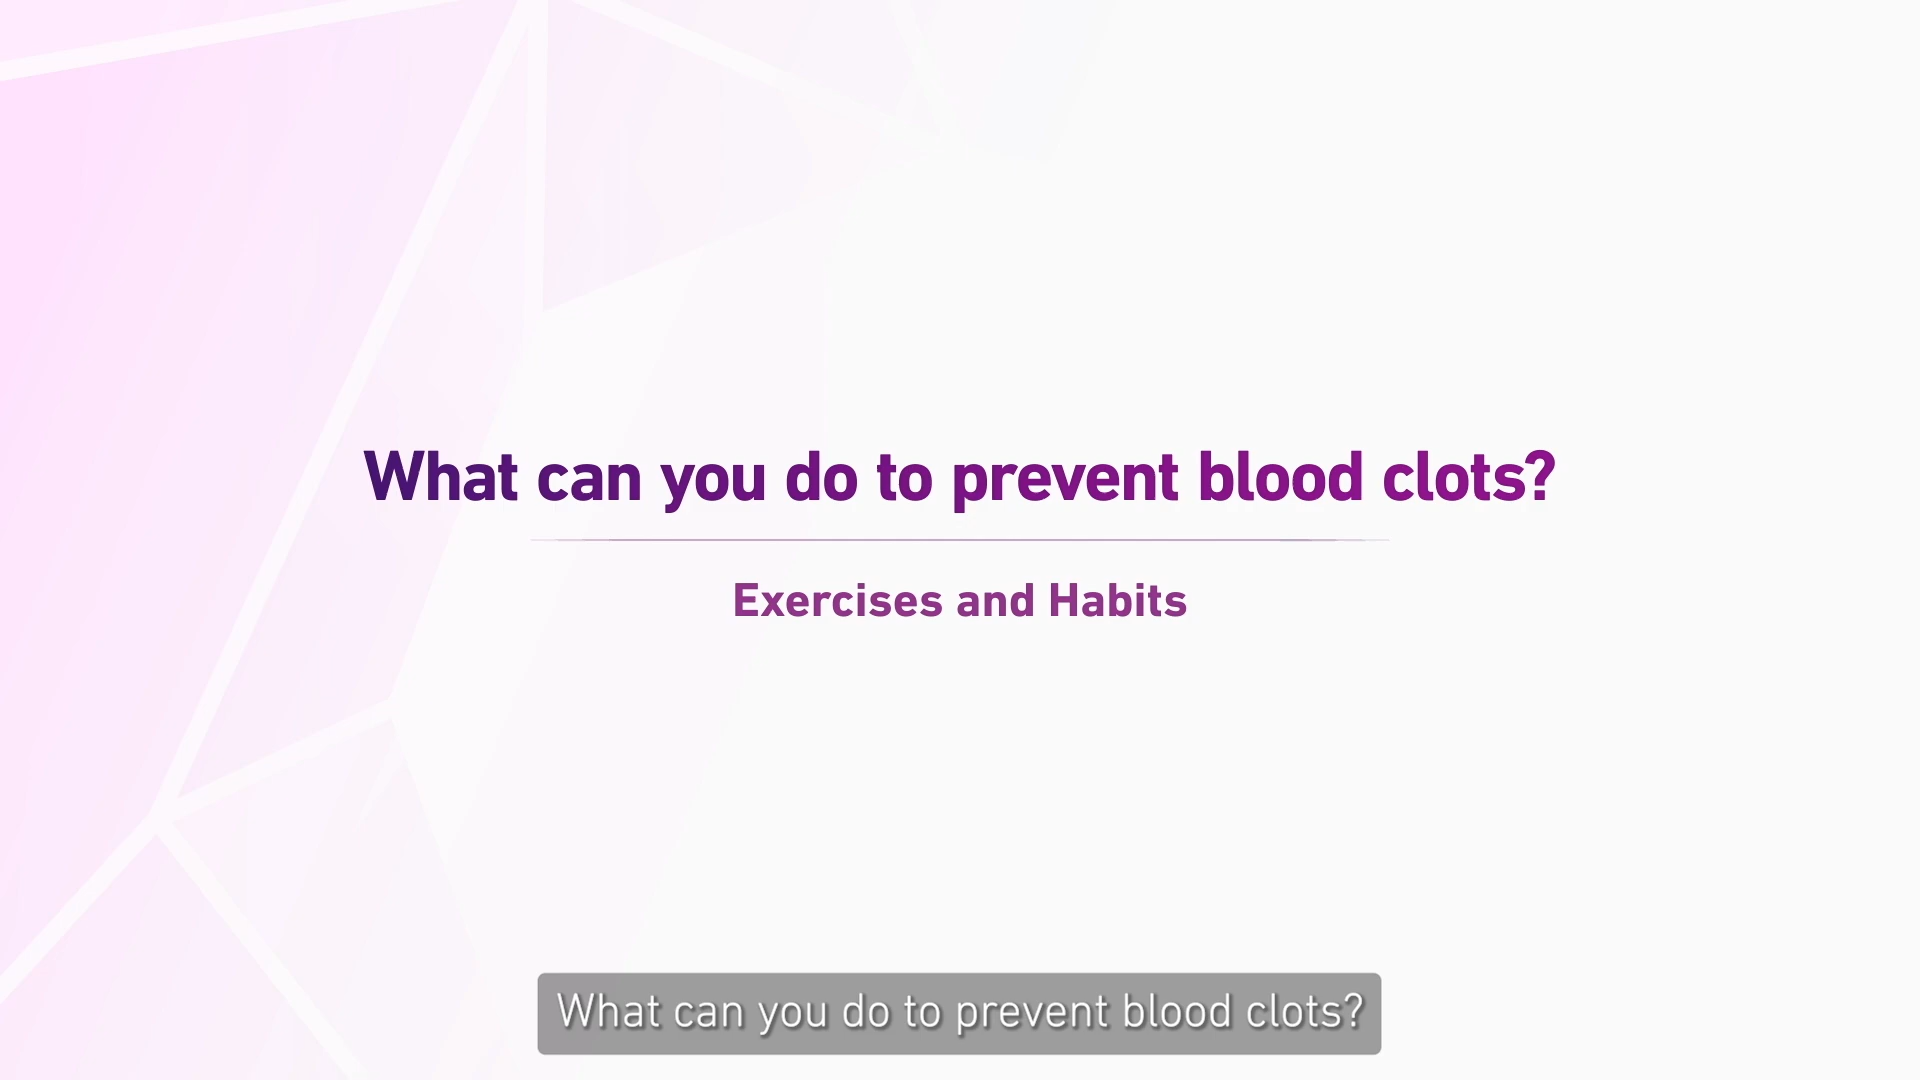 What can you do to prevent blood clots?
Exercises and Habits
What can you do to prevent blood clots?